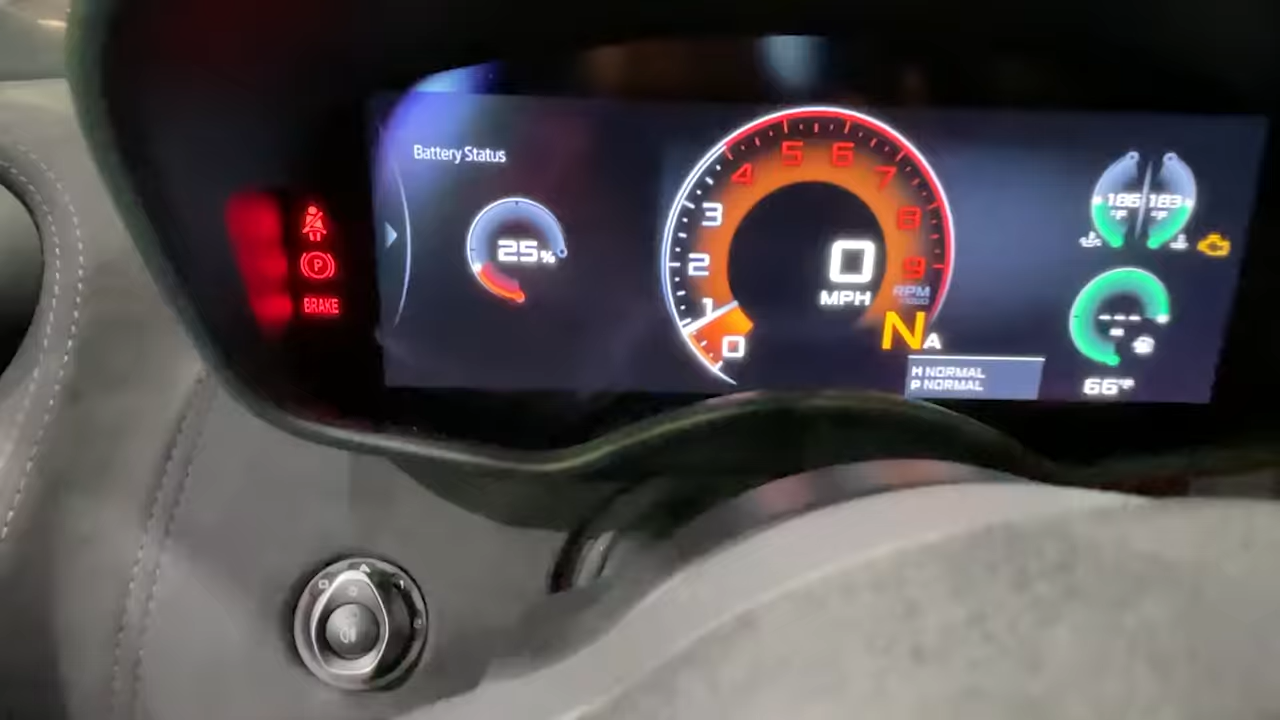 Battery Status
25%
P
BRAKE
5 6
4 7
3 8
2 9
1
0
0
MPH
RPM
N A
H NORMAL
P NORMAL
186 183
°F °F
---
66°F